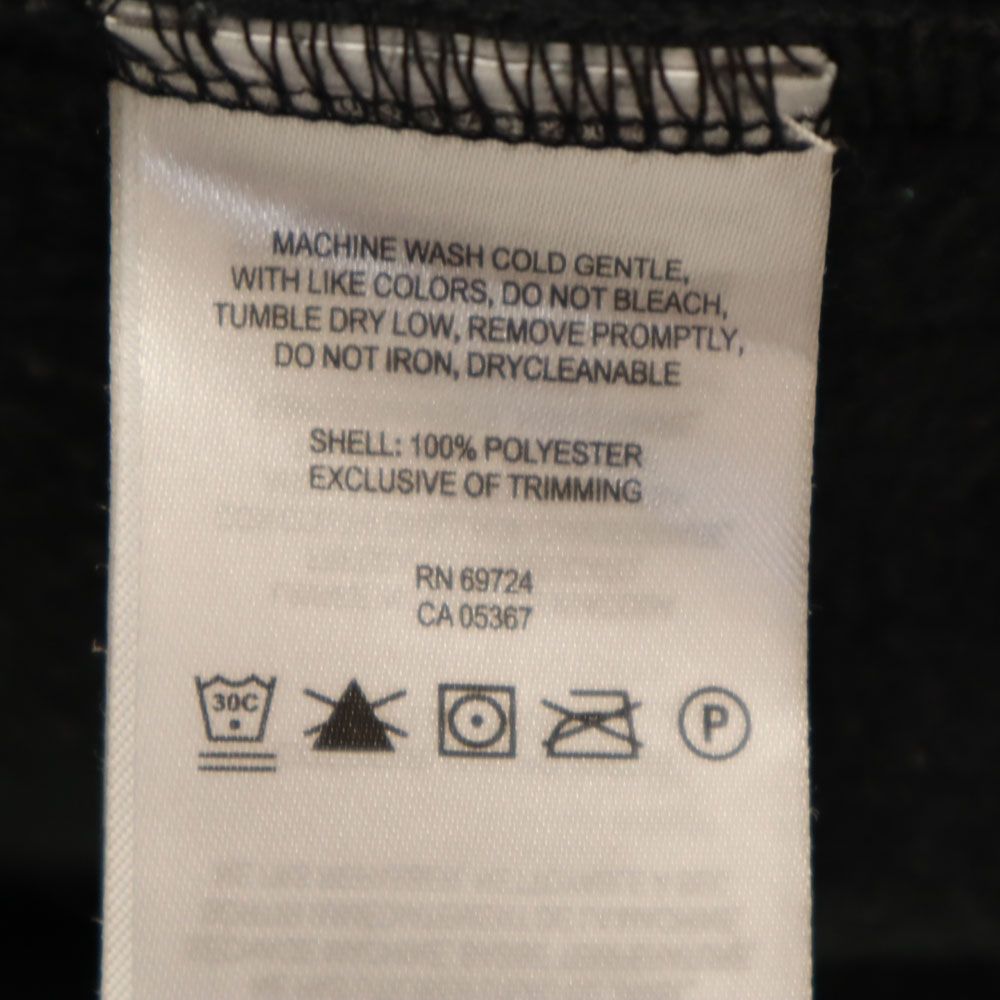 MACHINE WASH COLD GENTLE,
WITH LIKE COLORS, DO NOT BLEACH,
TUMBLE DRY LOW, REMOVE PROMPTLY,
DO NOT IRON, DRYCLEANABLE
SHELL: 100% POLYESTER
EXCLUSIVE OF TRIMMING
RN 69724
CA 05367
30C
P